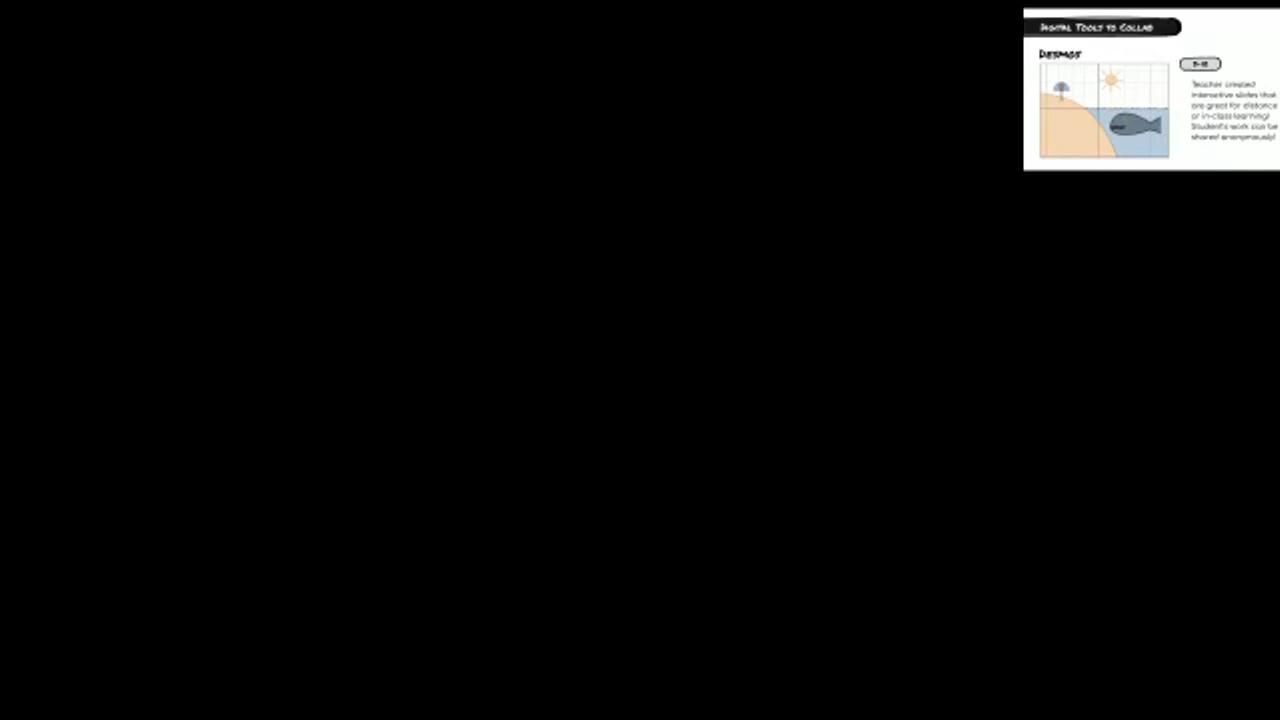 Digital Tools to Collab
Desmos
Teacher created
interactive slides that
are great for distance
or in-class learning!
Student's work can be
shared anonymously!